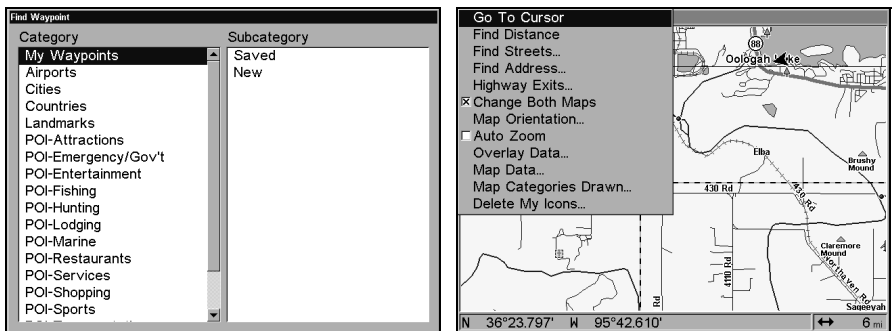 Find Waypoint
Category
My Waypoints
Airports
Cities
Countries
Landmarks
POI-Attractions
POI-Emergency/Gov't
POI-Entertainment
POI-Fishing
POI-Hunting
POI-Lodging
POI-Marine
POI-Restaurants
POI-Services
POI-Shopping
POI-Sports
Subcategory
Saved
New
Go To Cursor
Find Distance
Find Streets...
Find Address...
Highway Exits...
Change Both Maps
Map Orientation...
Auto Zoom
Overlay Data...
Map Data...
Map Categories Drawn...
Delete My Icons...
88
Oologah
Elba
Brushy
Mound
430 Rd
430 Rd
Claremore
Mound
4110 Rd
Northaven Rd
Rd
Sageeyah
N 36°23.797' W 95°42.610'
6 mi